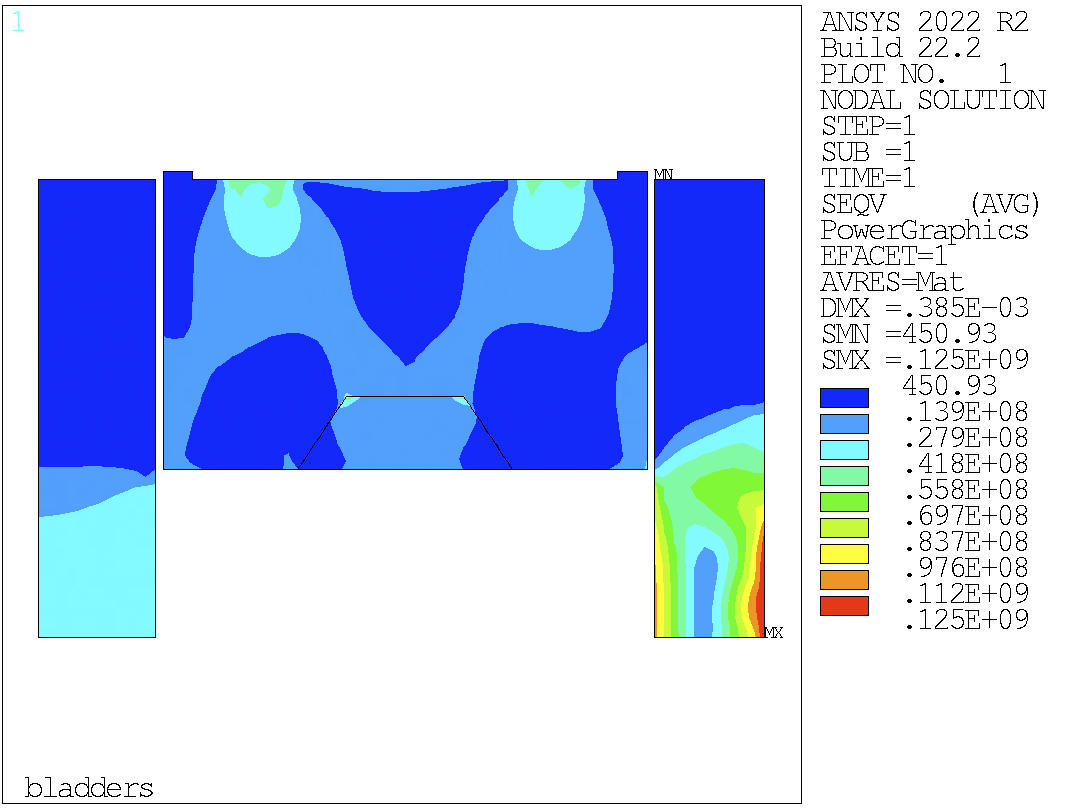 1
ANSYS 2022 R2
Build 22.2
PLOT NO. 1
NODAL SOLUTION
STEP=1
SUB =1
TIME=1
SEQV (AVG)
PowerGraphics
EFACET=1
AVRES=Mat
DMX =.385E-03
SMN =450.93
SMX =.125E+09
450.93
.139E+08
.279E+08
.418E+08
.558E+08
.697E+08
.837E+08
.976E+08
.112E+09
.125E+09
MN
MX
bladders